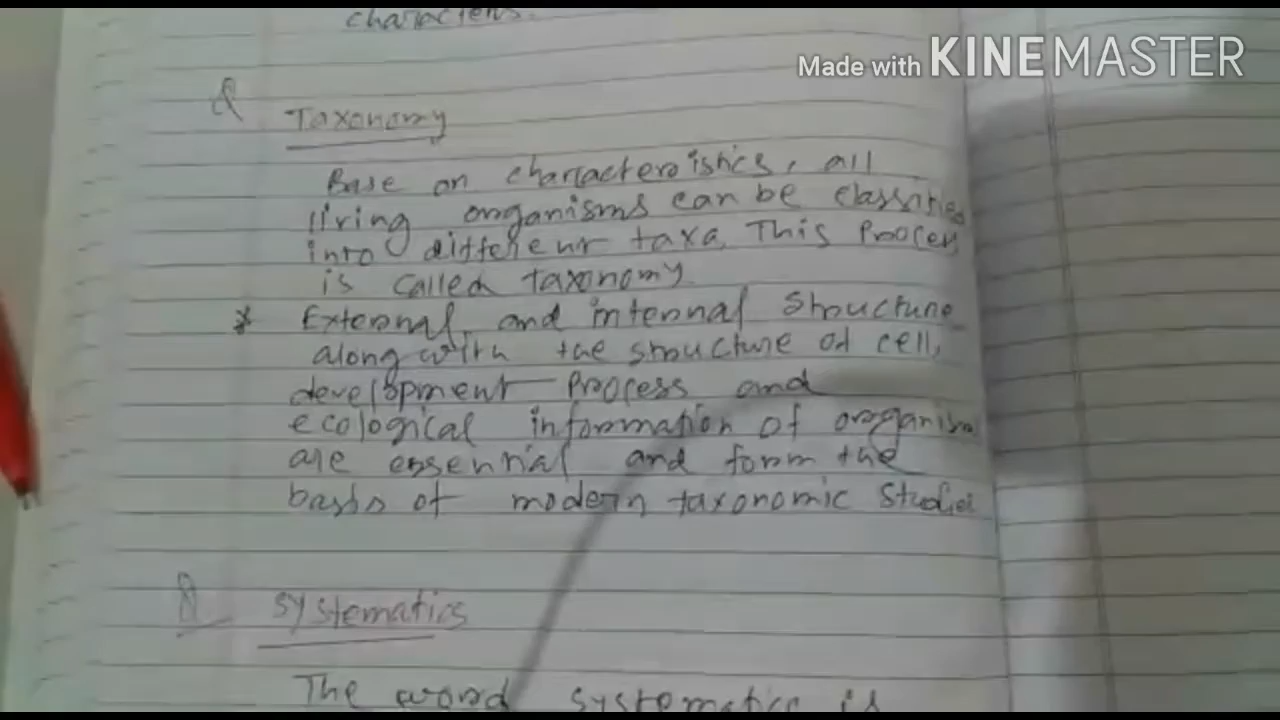 characters.
Made with KINEMASTER
Q Taxonomy
Base on characteristics, all
living organisms can be classified
into different taxa. This Process
is called taxonomy.
* External, and internal structure
along with the structure of cell,
development Process and
ecological information of organism
are essential and form the
basis of modern taxonomic studies
Q Systematics
The word systematics is